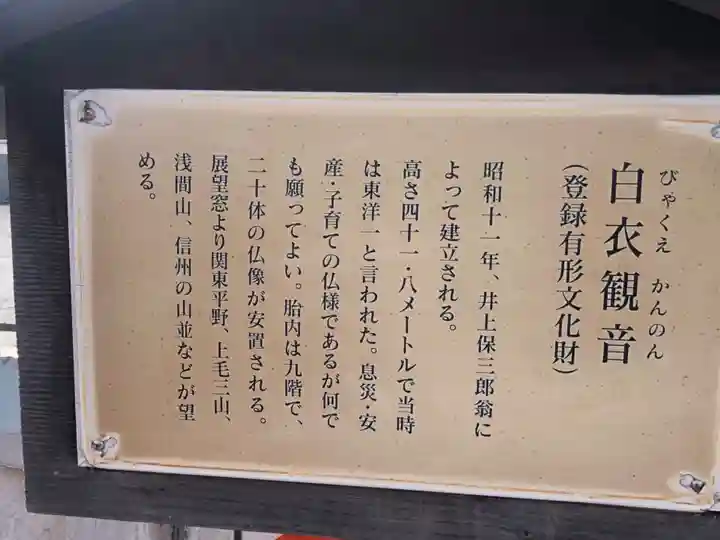 びゃくえ かんのん
白衣観音
(登録有形文化財)
昭和十一年、井上保三郎翁に
よって建立される。
高さ四十一・八メートルで当時
は東洋一と言われた。息災・安
産・子育ての仏様であるが何で
も願ってよい。胎内は九階で、
二十体の仏像が安置される。
展望窓より関東平野、上毛三山、
浅間山、信州の山並などが望
める。